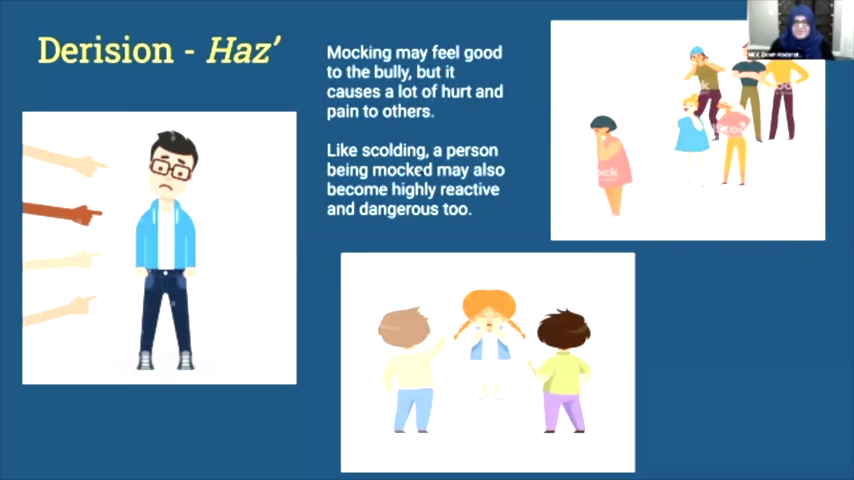 Derision - Haz’
Mocking may feel good
to the bully, but it
causes a lot of hurt and
pain to others.
Like scolding, a person
being mocked may also
become highly reactive
and dangerous too.